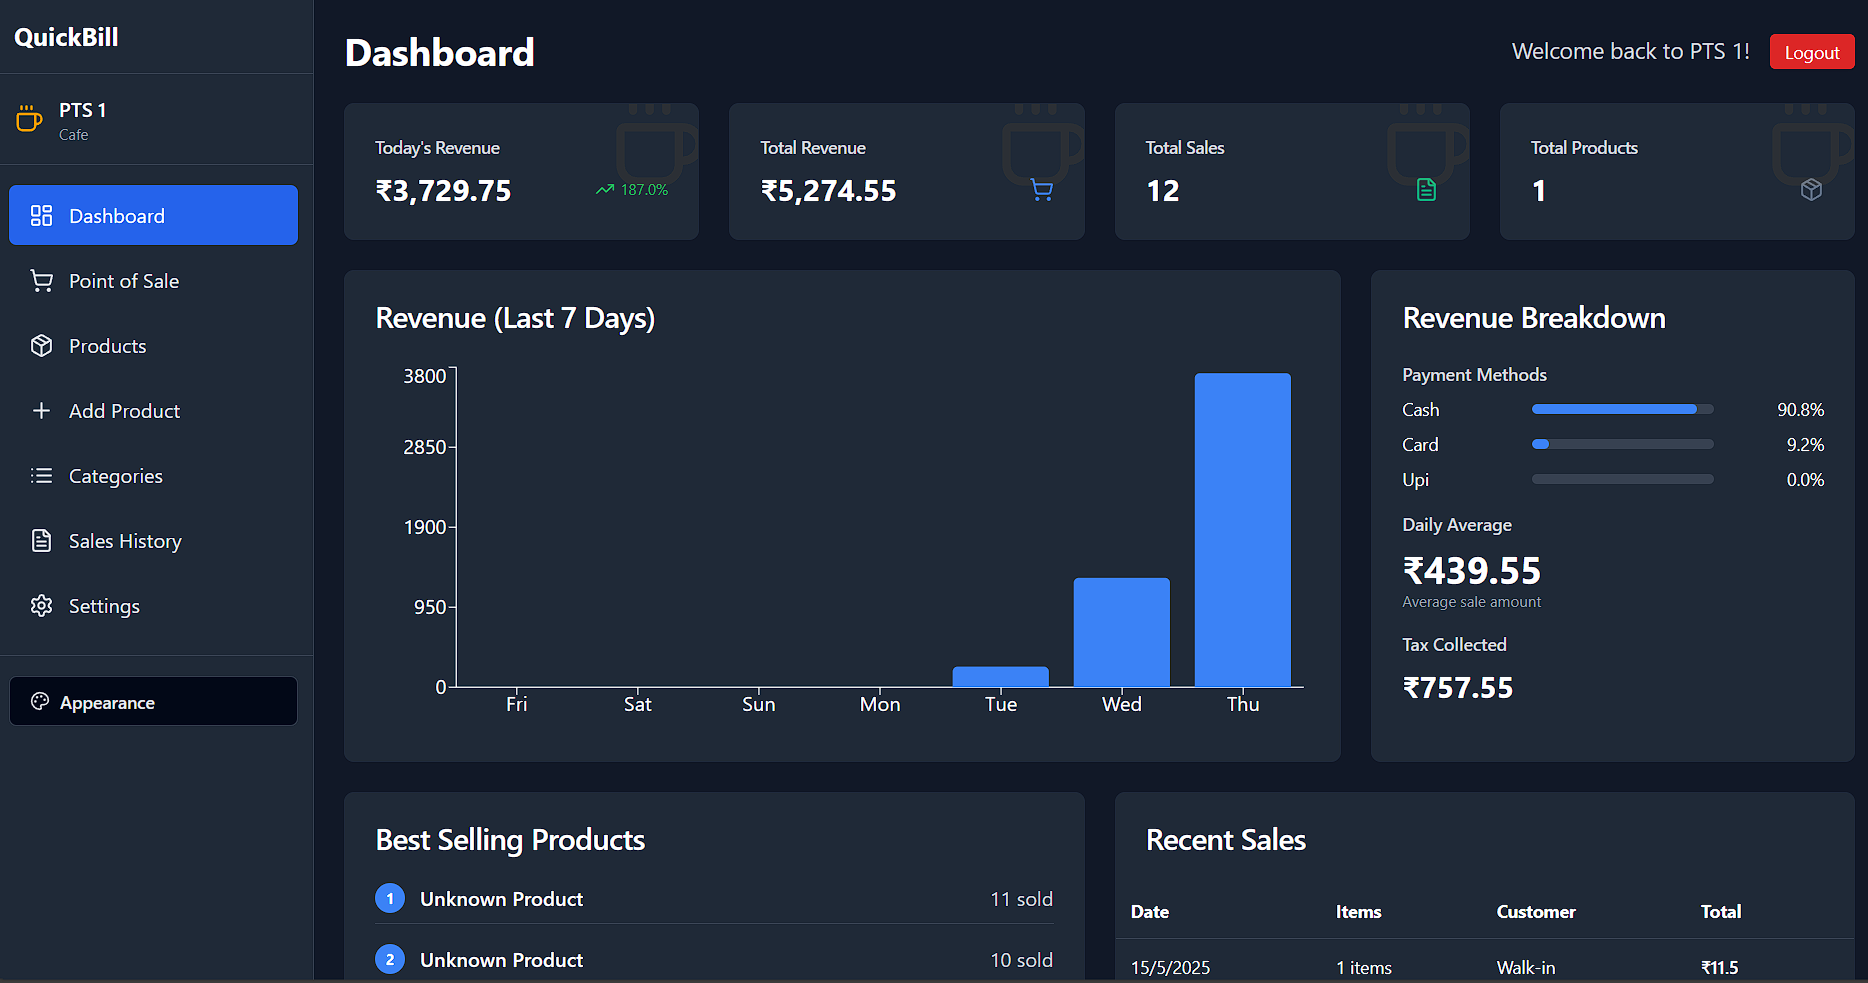 QuickBill
PTS 1
Cafe
Dashboard
Point of Sale
Products
Add Product
Categories
Sales History
Settings
Appearance
Dashboard
Welcome back to PTS 1!
Logout
Today's Revenue
₹3,729.75
187.0%
Total Revenue
₹5,274.55
Total Sales
12
Total Products
1
Revenue (Last 7 Days)
3800
2850
1900
950
0
Fri Sat Sun Mon Tue Wed Thu
Revenue Breakdown
Payment Methods
Cash 90.8%
Card 9.2%
Upi 0.0%
Daily Average
₹439.55
Average sale amount
Tax Collected
₹757.55
Best Selling Products
1 Unknown Product 11 sold
2 Unknown Product 10 sold
Recent Sales
Date Items Customer Total
15/5/2025 1 items Walk-in ₹11.5